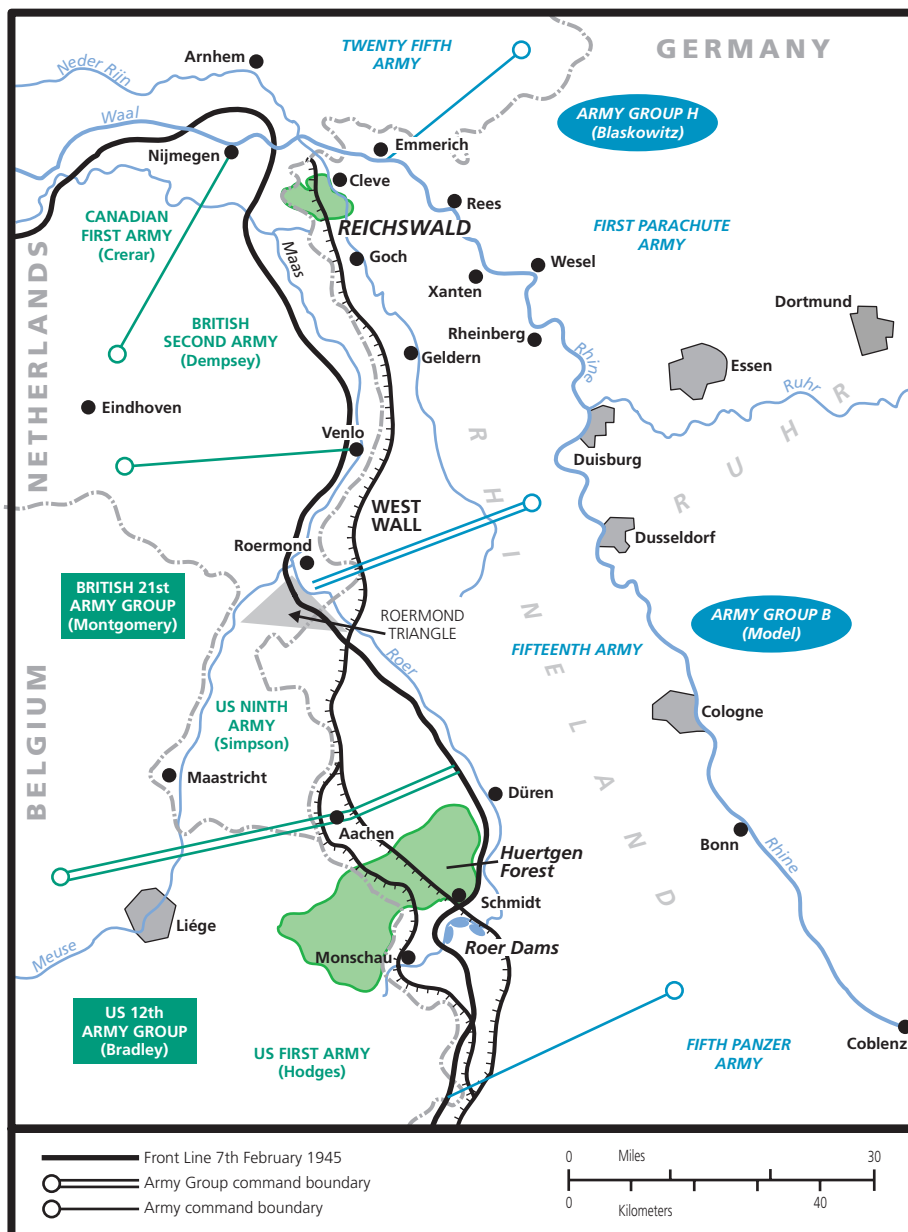 Arnhem
TWENTY FIFTH
ARMY
GERMANY
Neder Rijn
Waal
ARMY GROUP H
(Blaskowitz)
Nijmegen
Emmerich
Cleve
Rees
CANADIAN
FIRST ARMY
(Crerar)
REICHSWALD
FIRST PARACHUTE
ARMY
Maas
Goch
Wesel
Xanten
NETHERLANDS
BRITISH
SECOND ARMY
(Dempsey)
Dortmund
Rheinberg
Geldern
Rhine
Essen
Ruhr
Eindhoven
Venlo
Duisburg
RUHR
RHINELAND
WEST
WALL
Dusseldorf
Roermond
BRITISH 21st
ARMY GROUP
(Montgomery)
ROERMOND
TRIANGLE
ARMY GROUP B
(Model)
Roer
FIFTEENTH ARMY
BELGIUM
US NINTH
ARMY
(Simpson)
Cologne
Maastricht
Düren
Aachen
Bonn
Huertgen
Forest
Rhine
Schmidt
Liége
Meuse
Monschau
Roer Dams
US 12th
ARMY GROUP
(Bradley)
US FIRST ARMY
(Hodges)
FIFTH PANZER
ARMY
Coblenz
Front Line 7th February 1945
Army Group command boundary
Army command boundary
0 Miles 30
0 Kilometers 40